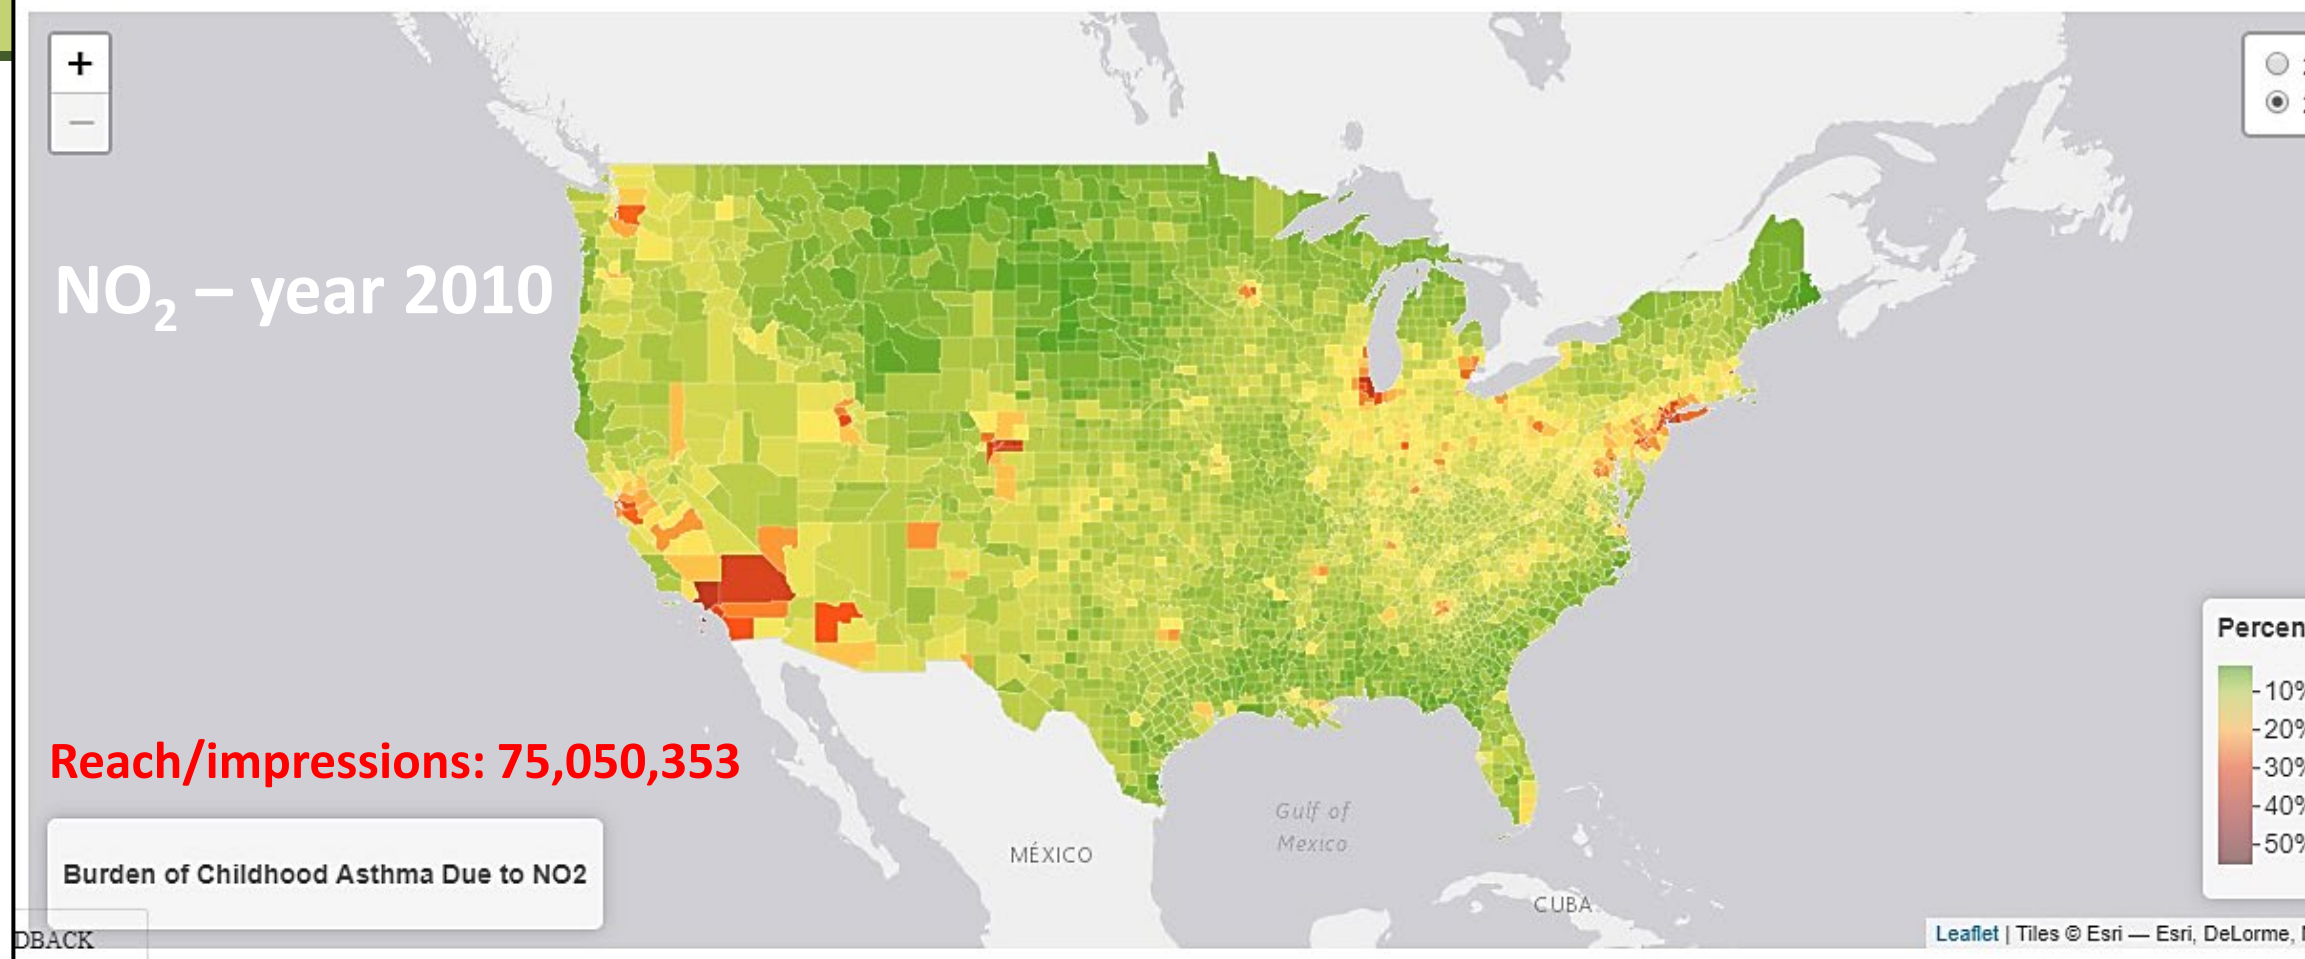 +
−
NO₂ – year 2010
Reach/impressions: 75,050,353
Burden of Childhood Asthma Due to NO2
DBACK
MÉXICO
Gulf of
Mexico
CUBA
Percen
10%
20%
30%
40%
50%
Leaflet | Tiles © Esri — Esri, DeLorme,